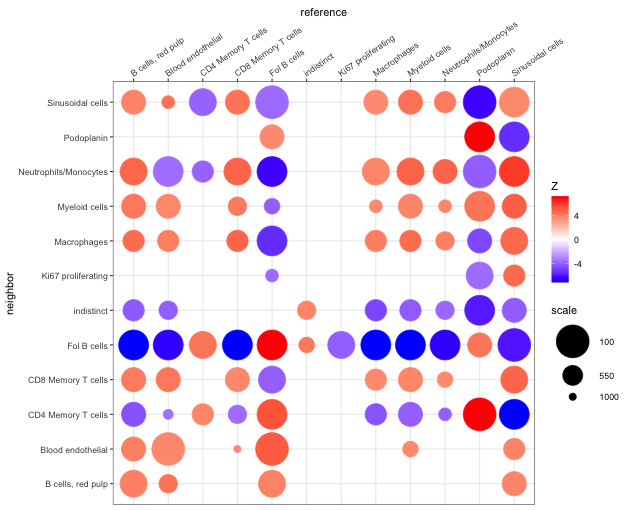 reference
B cells, red pulp
Blood endothelial
CD4 Memory T cells
CD8 Memory T cells
Fol B cells
indistinct
Ki67 proliferating
Macrophages
Myeloid cells
Neutrophils/Monocytes
Podoplanin
Sinusoidal cells
neighbor
Sinusoidal cells
Podoplanin
Neutrophils/Monocytes
Myeloid cells
Macrophages
Ki67 proliferating
indistinct
Fol B cells
CD8 Memory T cells
CD4 Memory T cells
Blood endothelial
B cells, red pulp
Z
4
0
-4
scale
100
550
1000